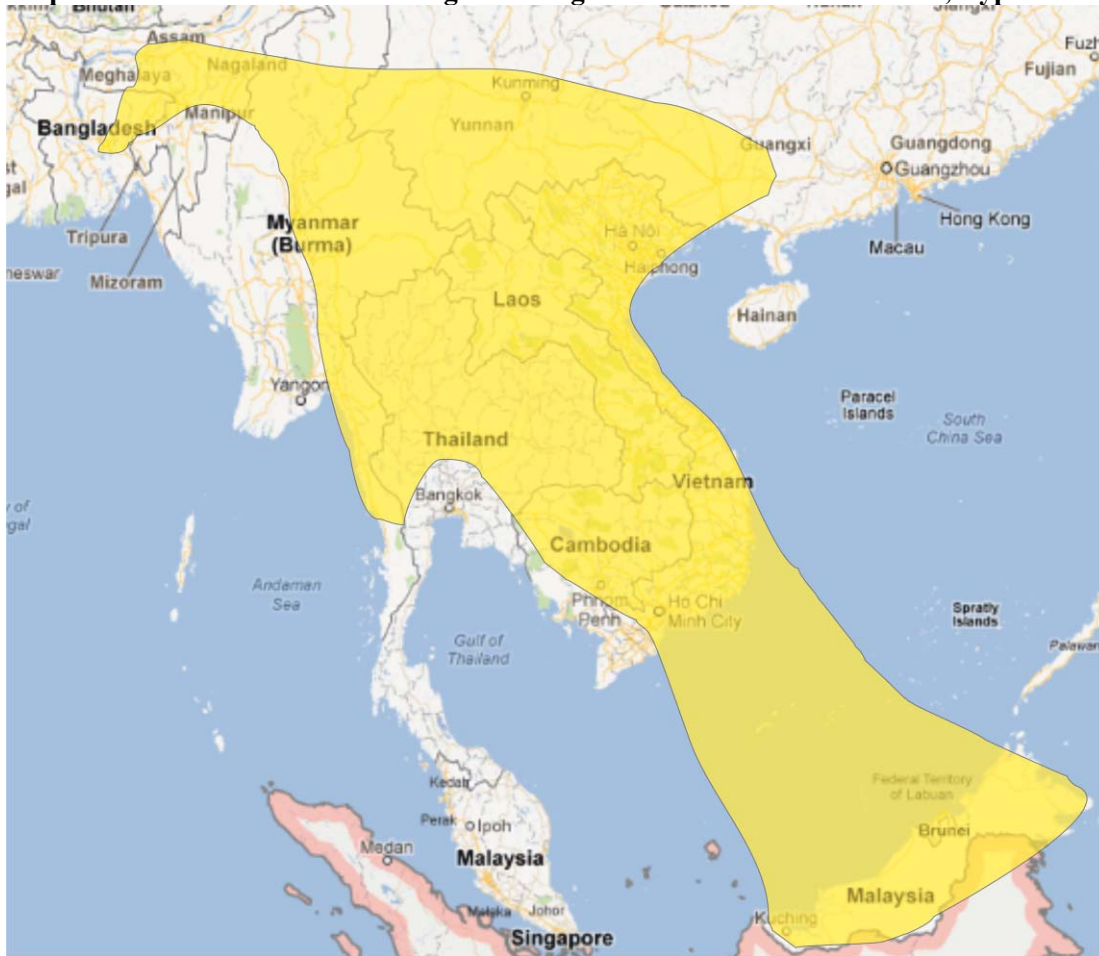 Bhutan
Assam
Meghalaya
Nagaland
Fuzh
Fujian
Kunming
Bangladesh
Manipur
Yunnan
Guangxi
Guangdong
Guangzhou
Hong Kong
Macau
Tripura
Mizoram
Myanmar
(Burma)
Hà Nôi
Haiphong
Laos
Hainan
Yangon
Paracel
Islands
South
China Sea
Thailand
Vietnam
Bangkok
Cambodia
Andaman
Sea
Phnom
Penh
Ho Chi
Minh City
Spratly
Islands
Gulf of
Thailand
Palawan
Kedah
Perak
Ipoh
Federal Territory
of Labuan
Brunei
Medan
Malaysia
Malaysia
Melaka
Johor
Kuching
Singapore